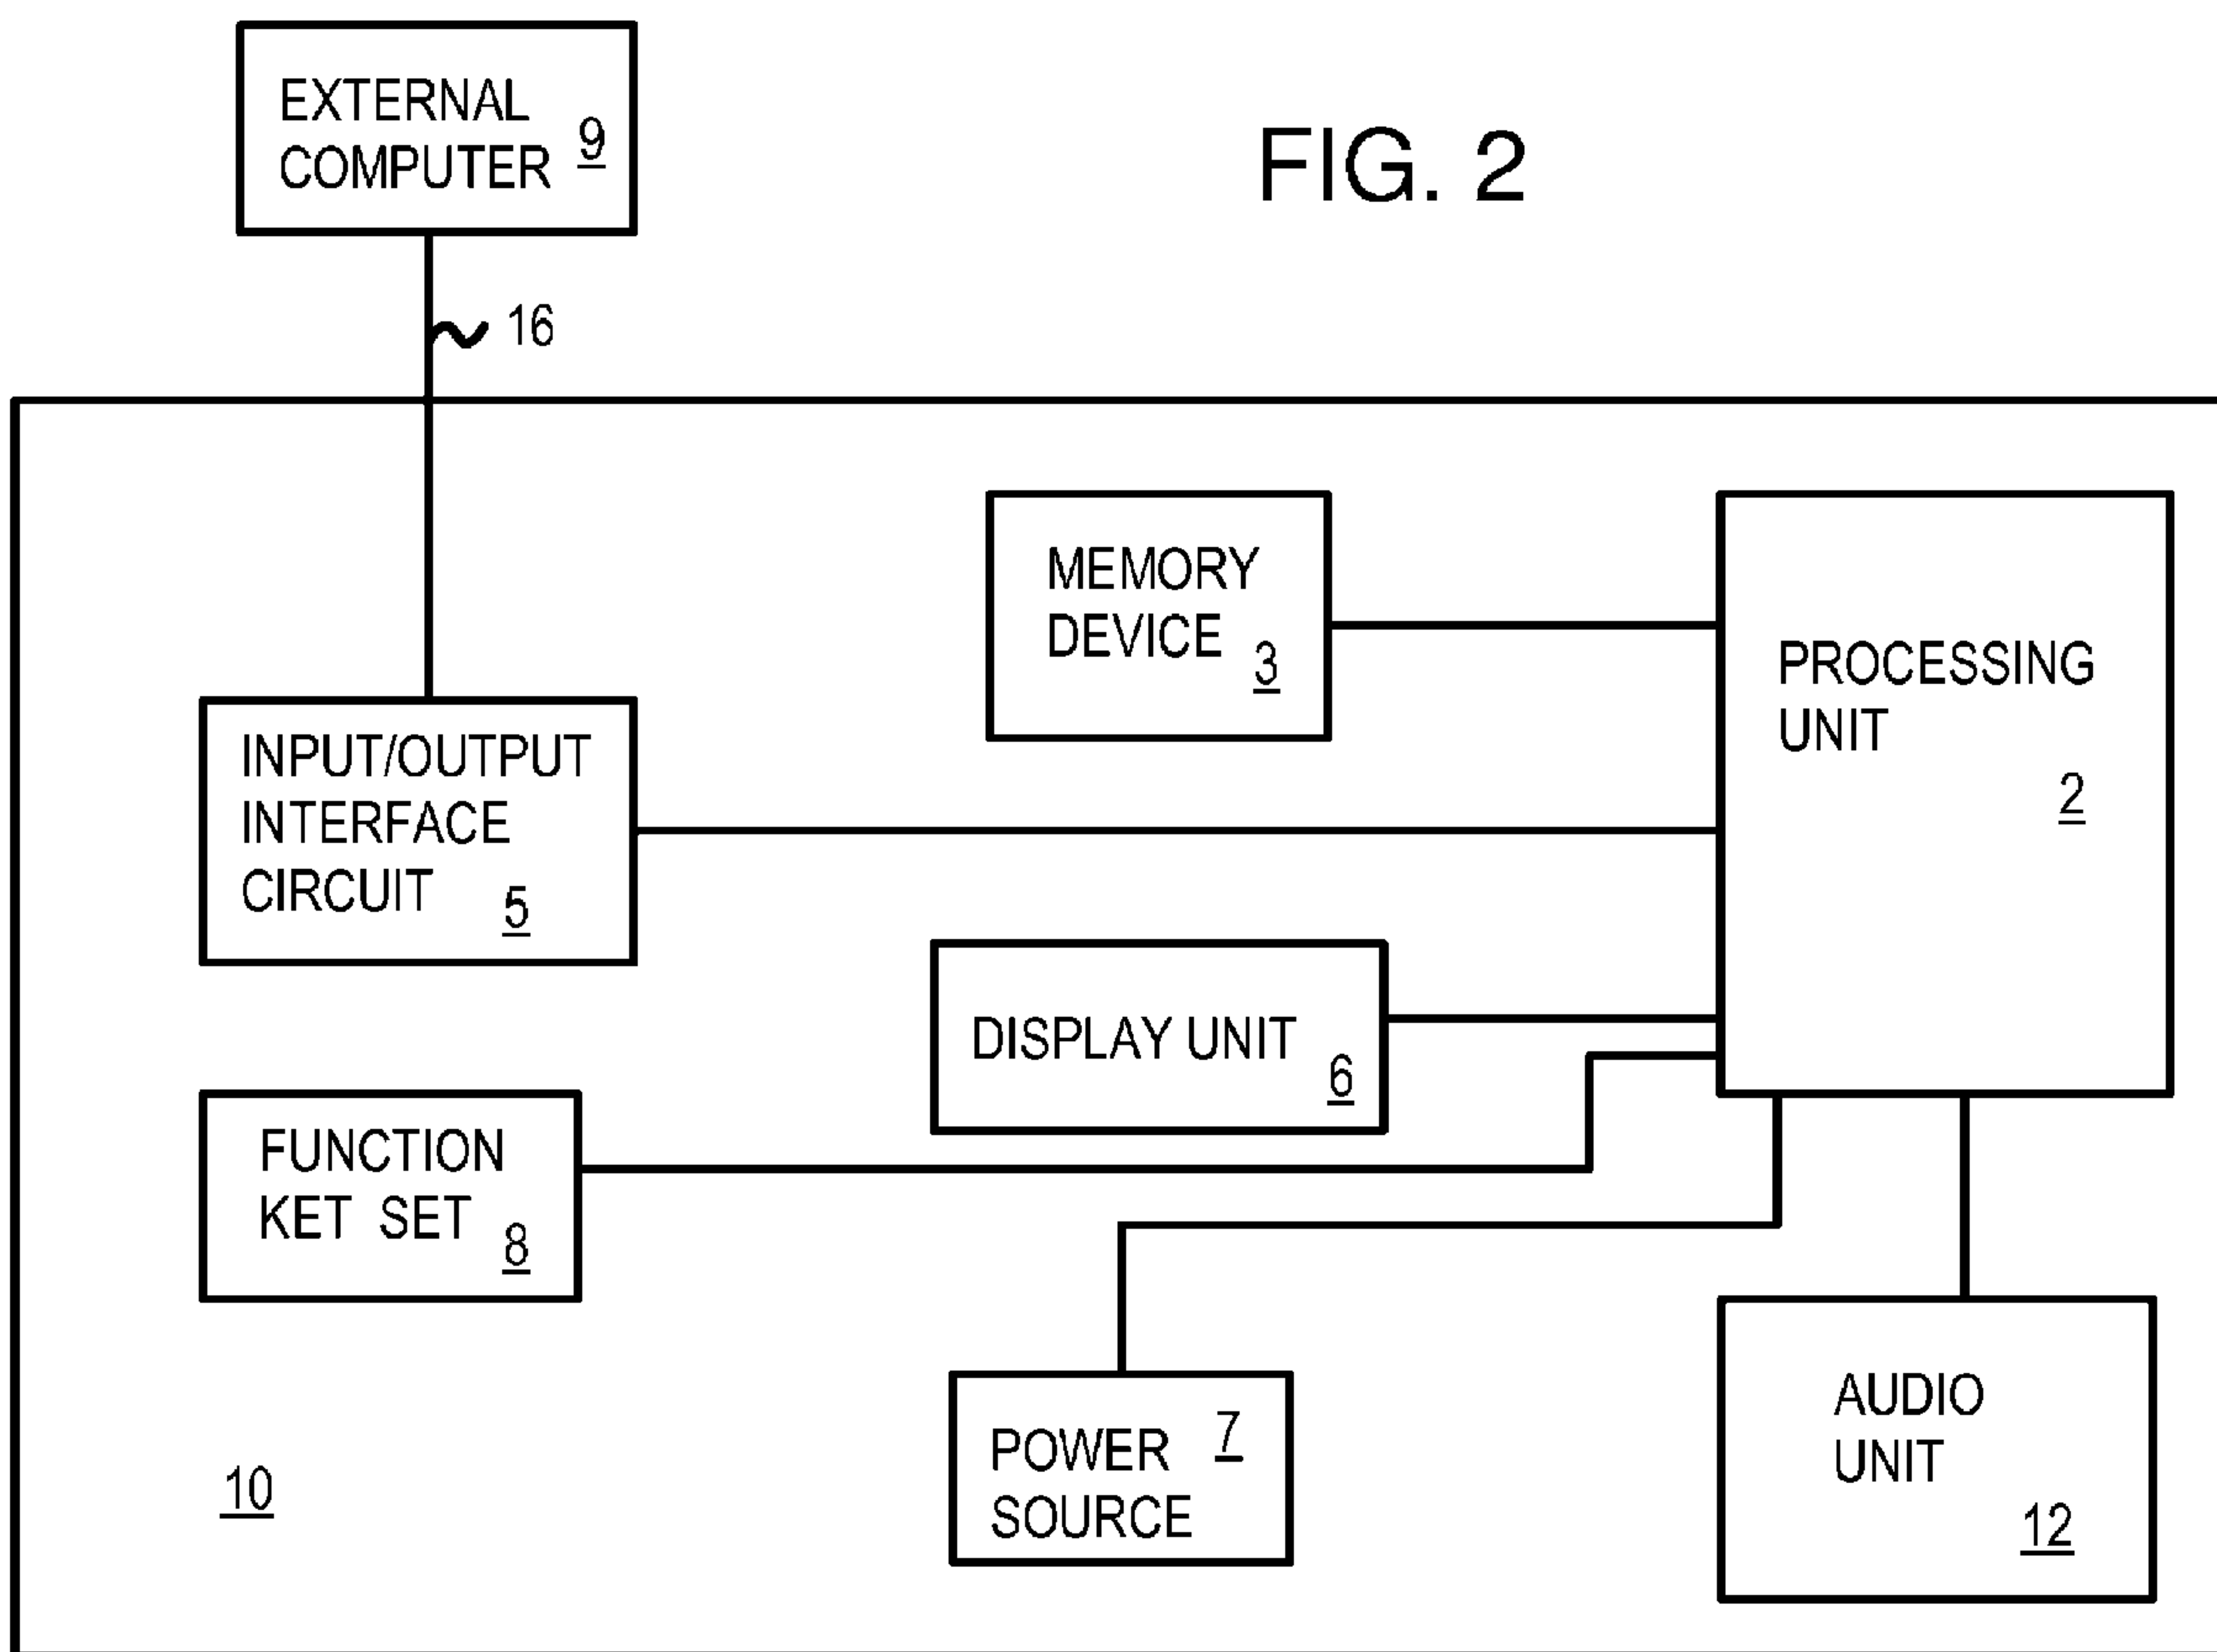 EXTERNAL
COMPUTER 9
FIG. 2
16
MEMORY
DEVICE 3
PROCESSING
UNIT
2
INPUT/OUTPUT
INTERFACE
CIRCUIT 5
DISPLAY UNIT 6
FUNCTION
KET SET 8
POWER 7
SOURCE
AUDIO
UNIT
12
10